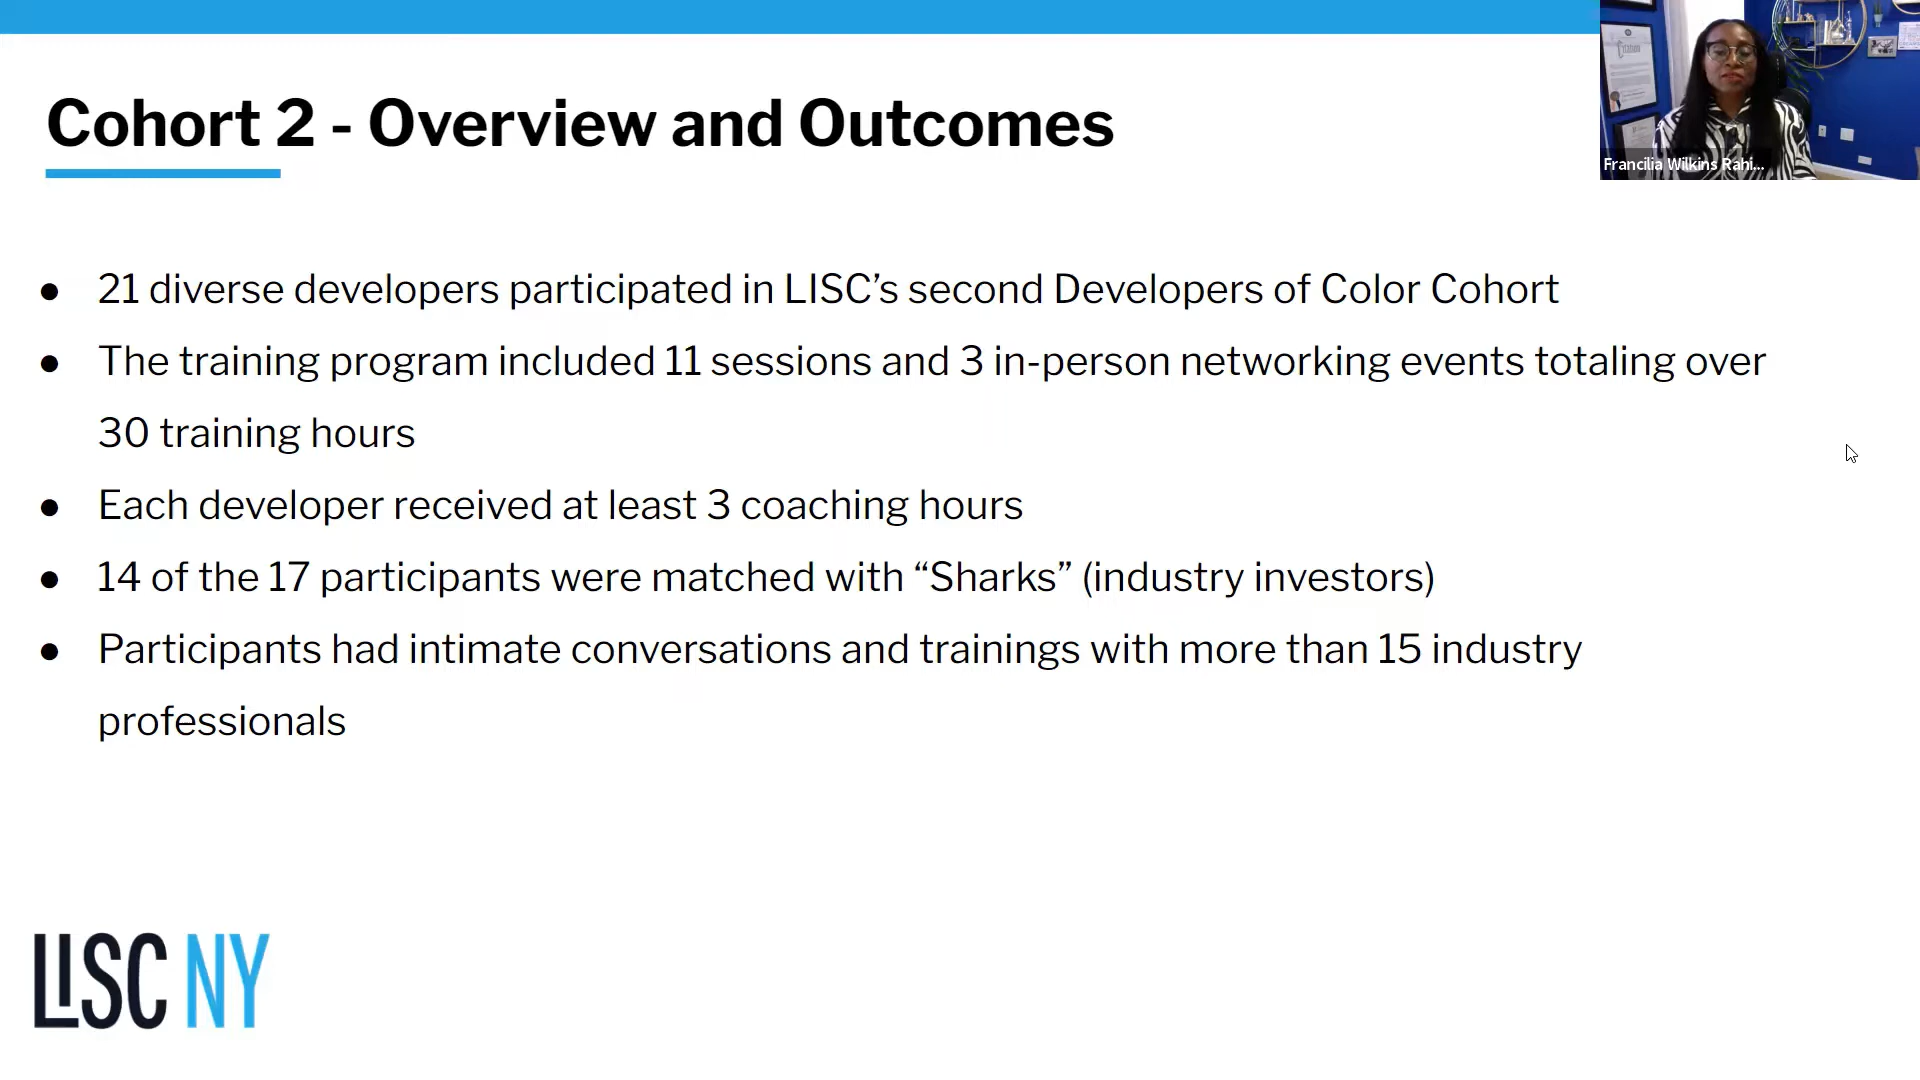 Cohort 2 - Overview and Outcomes
Citation
Francilia Wilkins Rahi...
● 21 diverse developers participated in LISC’s second Developers of Color Cohort
● The training program included 11 sessions and 3 in-person networking events totaling over
30 training hours
● Each developer received at least 3 coaching hours
● 14 of the 17 participants were matched with “Sharks” (industry investors)
● Participants had intimate conversations and trainings with more than 15 industry
professionals
LISC NY